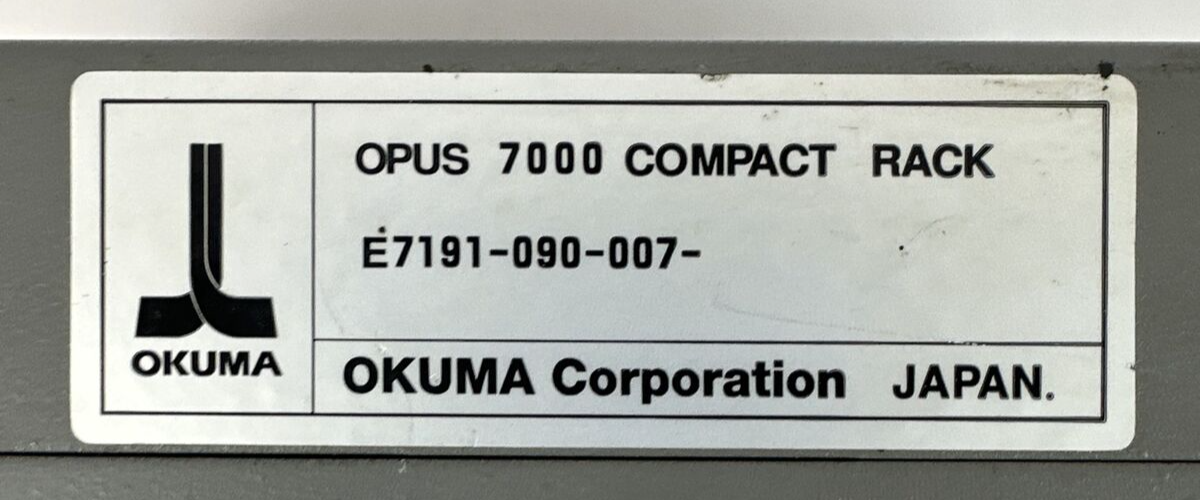 OPUS 7000 COMPACT RACK
E7191-090-007-
OKUMA
OKUMA Corporation JAPAN.